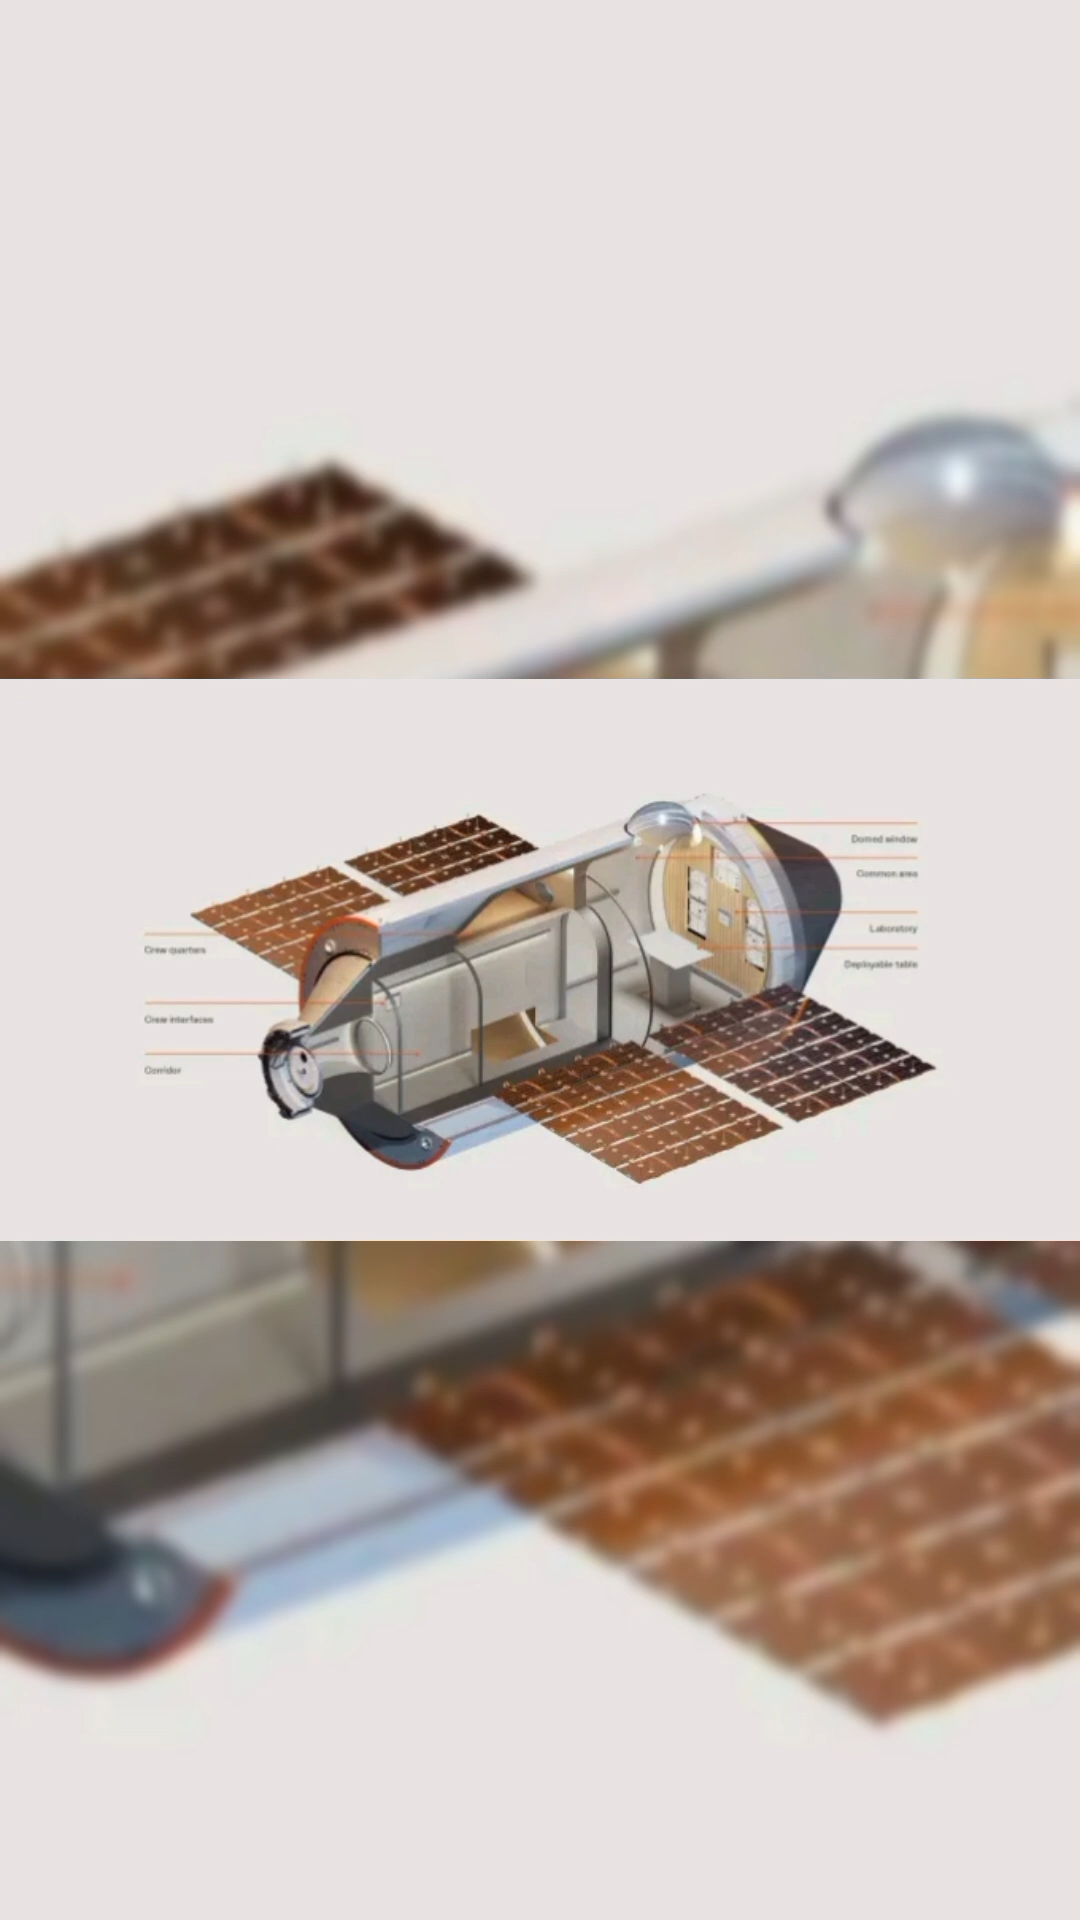 Domed window
Common area
Laboratory
Deployable table
Crew quarters
Crew interfaces
Corridor